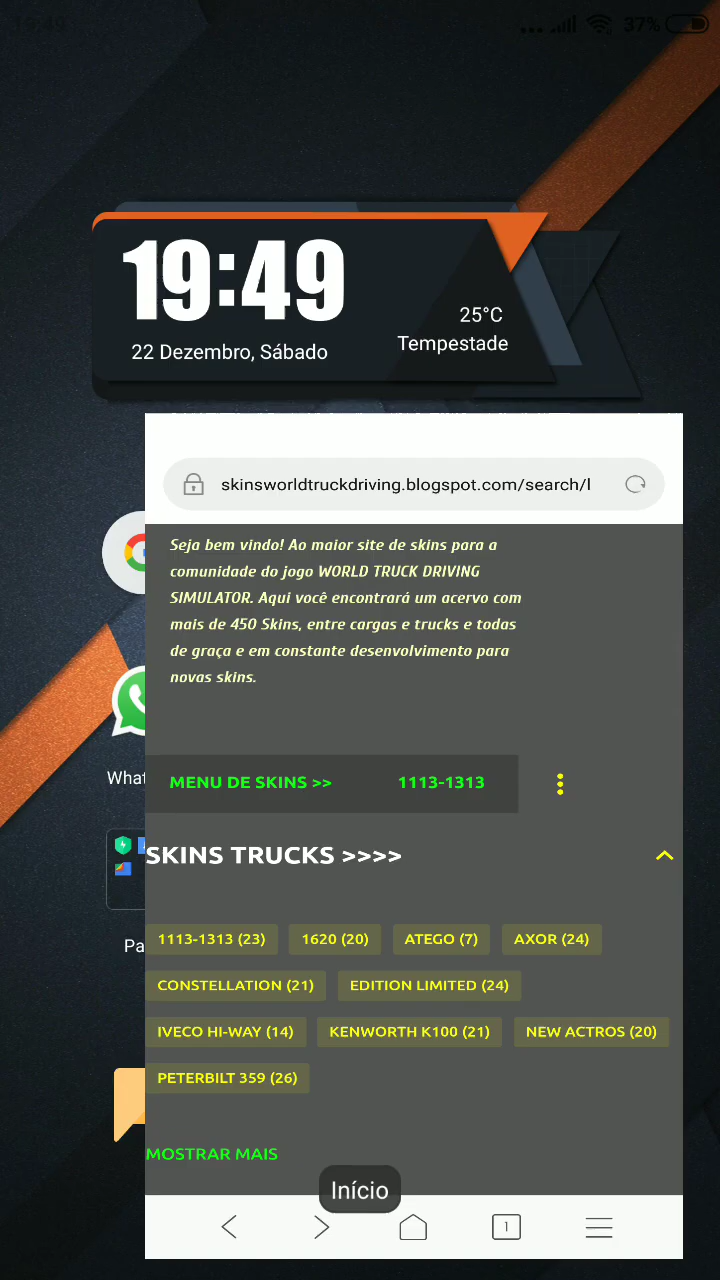 19:49
37%
19:49
25°C
22 Dezembro, Sábado
Tempestade
skinsworldtruckdriving.blogspot.com/search/l
Seja bem vindo! Ao maior site de skins para a
comunidade do jogo WORLD TRUCK DRIVING
SIMULATOR. Aqui você encontrará um acervo com
mais de 450 Skins, entre cargas e trucks e todas
de graça e em constante desenvolvimento para
novas skins.
MENU DE SKINS >> 1113-1313
SKINS TRUCKS >>>>
1113-1313 (23) 1620 (20) ATEGO (7) AXOR (24)
CONSTELLATION (21) EDITION LIMITED (24)
IVECO HI-WAY (14) KENWORTH K100 (21) NEW ACTROS (20)
PETERBILT 359 (26)
MOSTRAR MAIS
What
Pa
Início
1